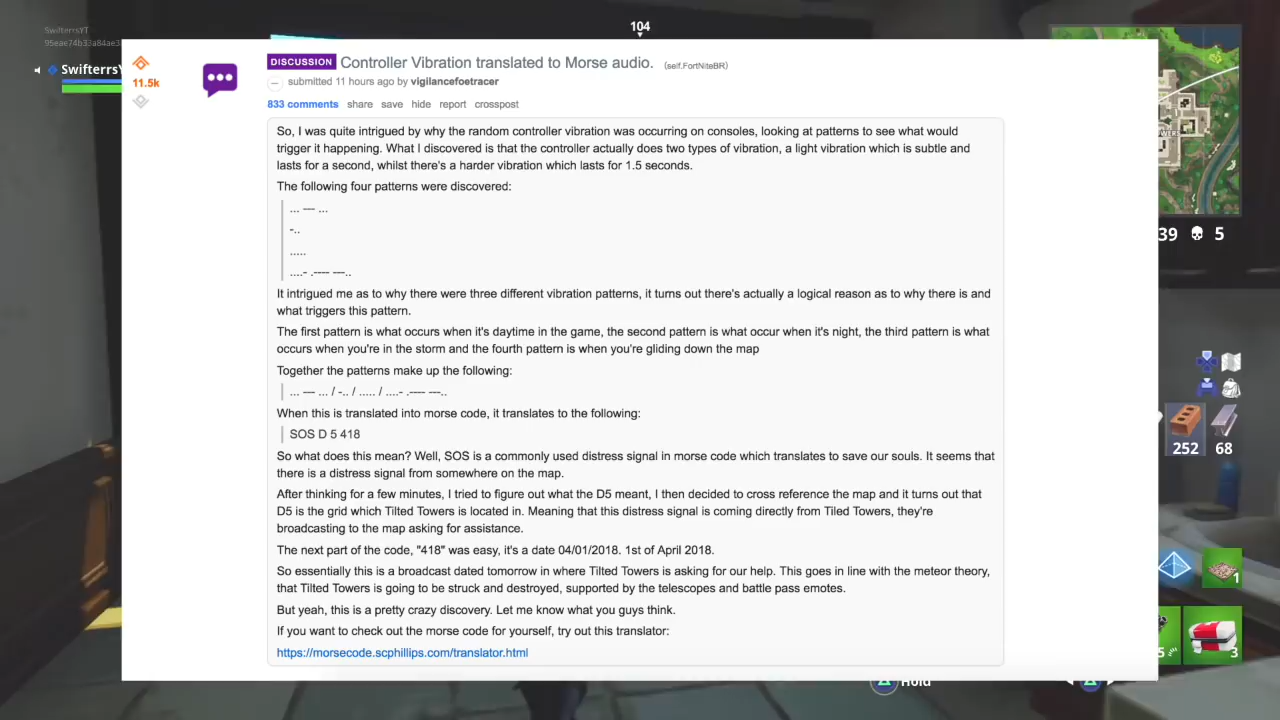 SwifterrsYT
104
SwifterrsY
11.5k
DISCUSSION Controller Vibration translated to Morse audio. (self.FortNiteBR)
submitted 11 hours ago by vigilancefoetracer
833 comments share save hide report crosspost
So, I was quite intrigued by why the random controller vibration was occurring on consoles, looking at patterns to see what would
trigger it happening. What I discovered is that the controller actually does two types of vibration, a light vibration which is subtle and
lasts for a second, whilst there's a harder vibration which lasts for 1.5 seconds.
The following four patterns were discovered:
... --- ...
-..
.....
....- .---- ---..
It intrigued me as to why there were three different vibration patterns, it turns out there's actually a logical reason as to why there is and
what triggers this pattern.
The first pattern is what occurs when it's daytime in the game, the second pattern is what occur when it's night, the third pattern is what
occurs when you're in the storm and the fourth pattern is when you're gliding down the map
Together the patterns make up the following:
... --- ... / -.. / ..... / ....- .---- ---..
When this is translated into morse code, it translates to the following:
SOS D 5 418
So what does this mean? Well, SOS is a commonly used distress signal in morse code which translates to save our souls. It seems that
there is a distress signal from somewhere on the map.
After thinking for a few minutes, I tried to figure out what the D5 meant, I then decided to cross reference the map and it turns out that
D5 is the grid which Tilted Towers is located in. Meaning that this distress signal is coming directly from Tiled Towers, they're
broadcasting to the map asking for assistance.
The next part of the code, "418" was easy, it's a date 04/01/2018. 1st of April 2018.
So essentially this is a broadcast dated tomorrow in where Tilted Towers is asking for our help. This goes in line with the meteor theory,
that Tilted Towers is going to be struck and destroyed, supported by the telescopes and battle pass emotes.
But yeah, this is a pretty crazy discovery. Let me know what you guys think.
If you want to check out the morse code for yourself, try out this translator:
https://morsecode.scphillips.com/translator.html
39 5
252 68
1
5 3
Hold